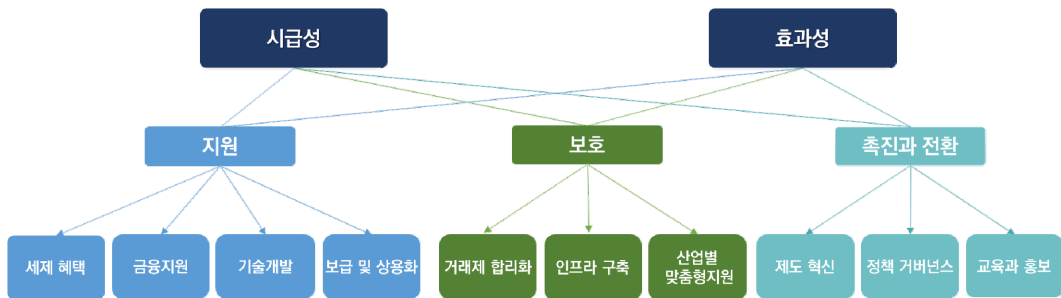 시급성
효과성
지원
보호
촉진과 전환
세제 혜택
금융지원
기술개발
보급 및 상용화
거래제 합리화
인프라 구축
산업별
맞춤형지원
제도 혁신
정책 거버넌스
교육과 홍보